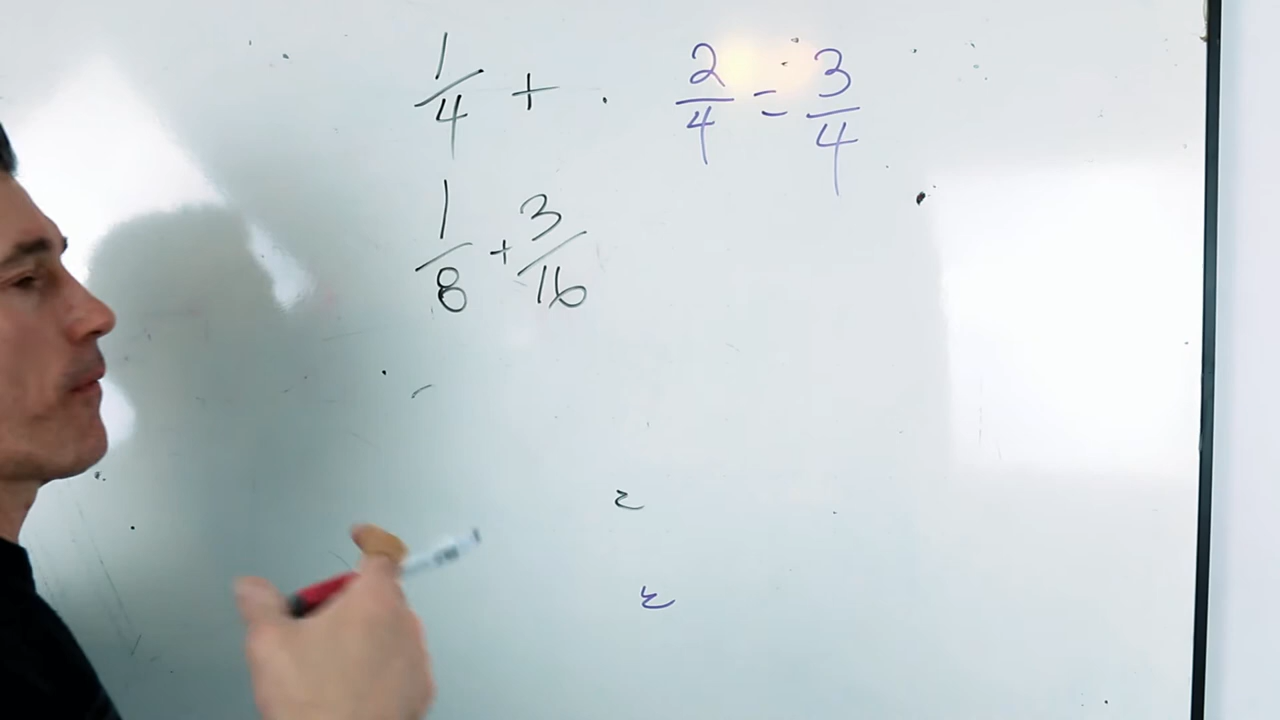 1/4 + 2/4 = 3/4
1/8 + 3/16